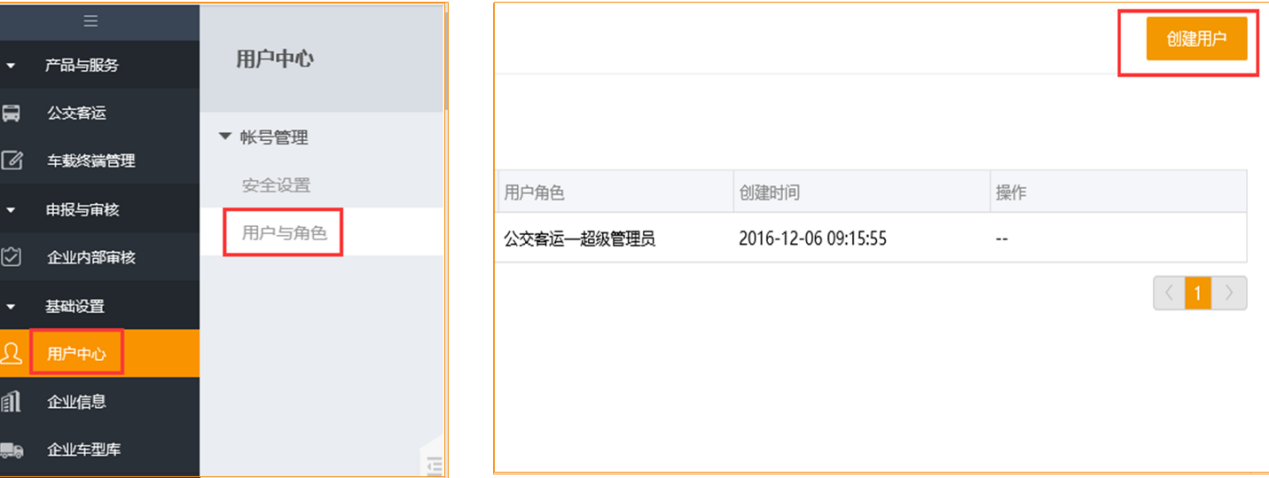 产品与服务
公交客运
车载终端管理
申报与审核
企业内部审核
基础设置
用户中心
企业信息
企业车型库
用户中心
帐号管理
安全设置
用户与角色
创建用户
用户角色 创建时间 操作
公交客运—超级管理员 2016-12-06 09:15:55 --
1